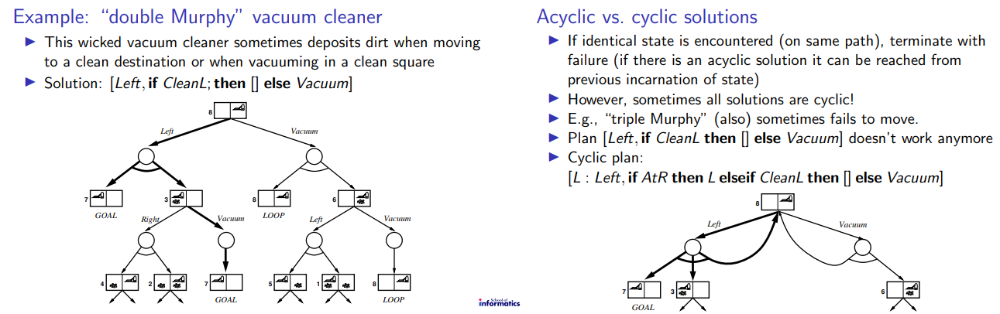 Example: “double Murphy” vacuum cleaner
▶ This wicked vacuum cleaner sometimes deposits dirt when moving
to a clean destination or when vacuuming in a clean square
▶ Solution: [Left, if CleanL; then [] else Vacuum]
8
Left
Vacuum
7
3
8
6
GOAL
LOOP
Right
Vacuum
Left
Vacuum
4
2
7
5
1
8
GOAL
LOOP
School of
informatics
Acyclic vs. cyclic solutions
▶ If identical state is encountered (on same path), terminate with
failure (if there is an acyclic solution it can be reached from
previous incarnation of state)
▶ However, sometimes all solutions are cyclic!
▶ E.g., “triple Murphy” (also) sometimes fails to move.
▶ Plan [Left, if CleanL then [] else Vacuum] doesn't work anymore
▶ Cyclic plan:
[L : Left, if AtR then L elseif CleanL then [] else Vacuum]
8
Left
Vacuum
7
3
6
GOAL